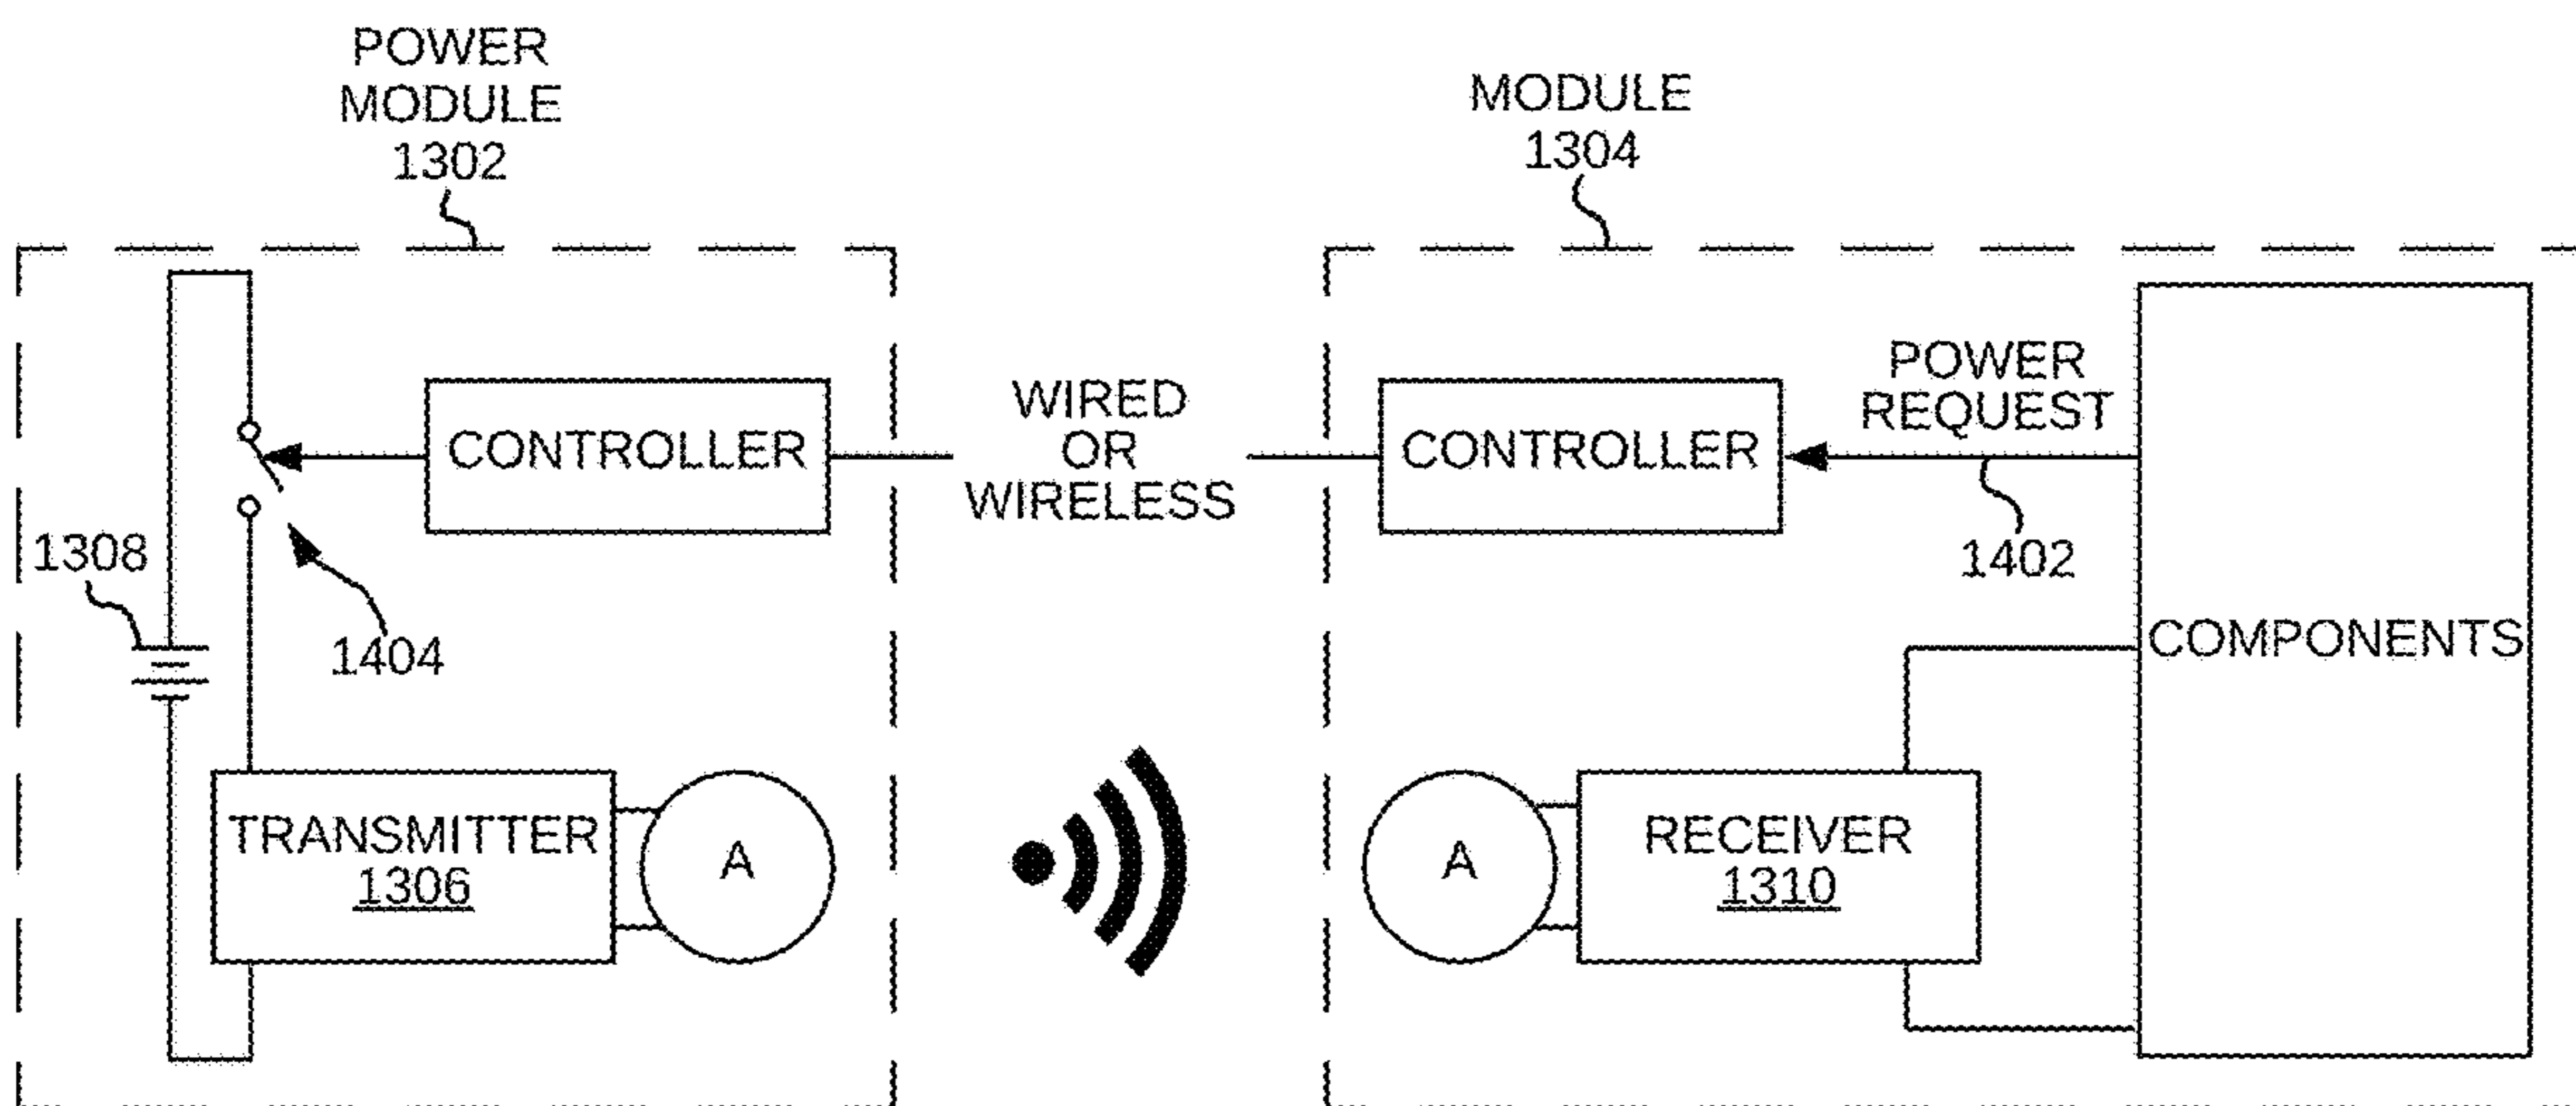 POWER
MODULE
1302
MODULE
1304
POWER
REQUEST
WIRED
OR
WIRELESS
CONTROLLER
CONTROLLER
1402
1308
1404
COMPONENTS
TRANSMITTER
1306
A
A
RECEIVER
1310